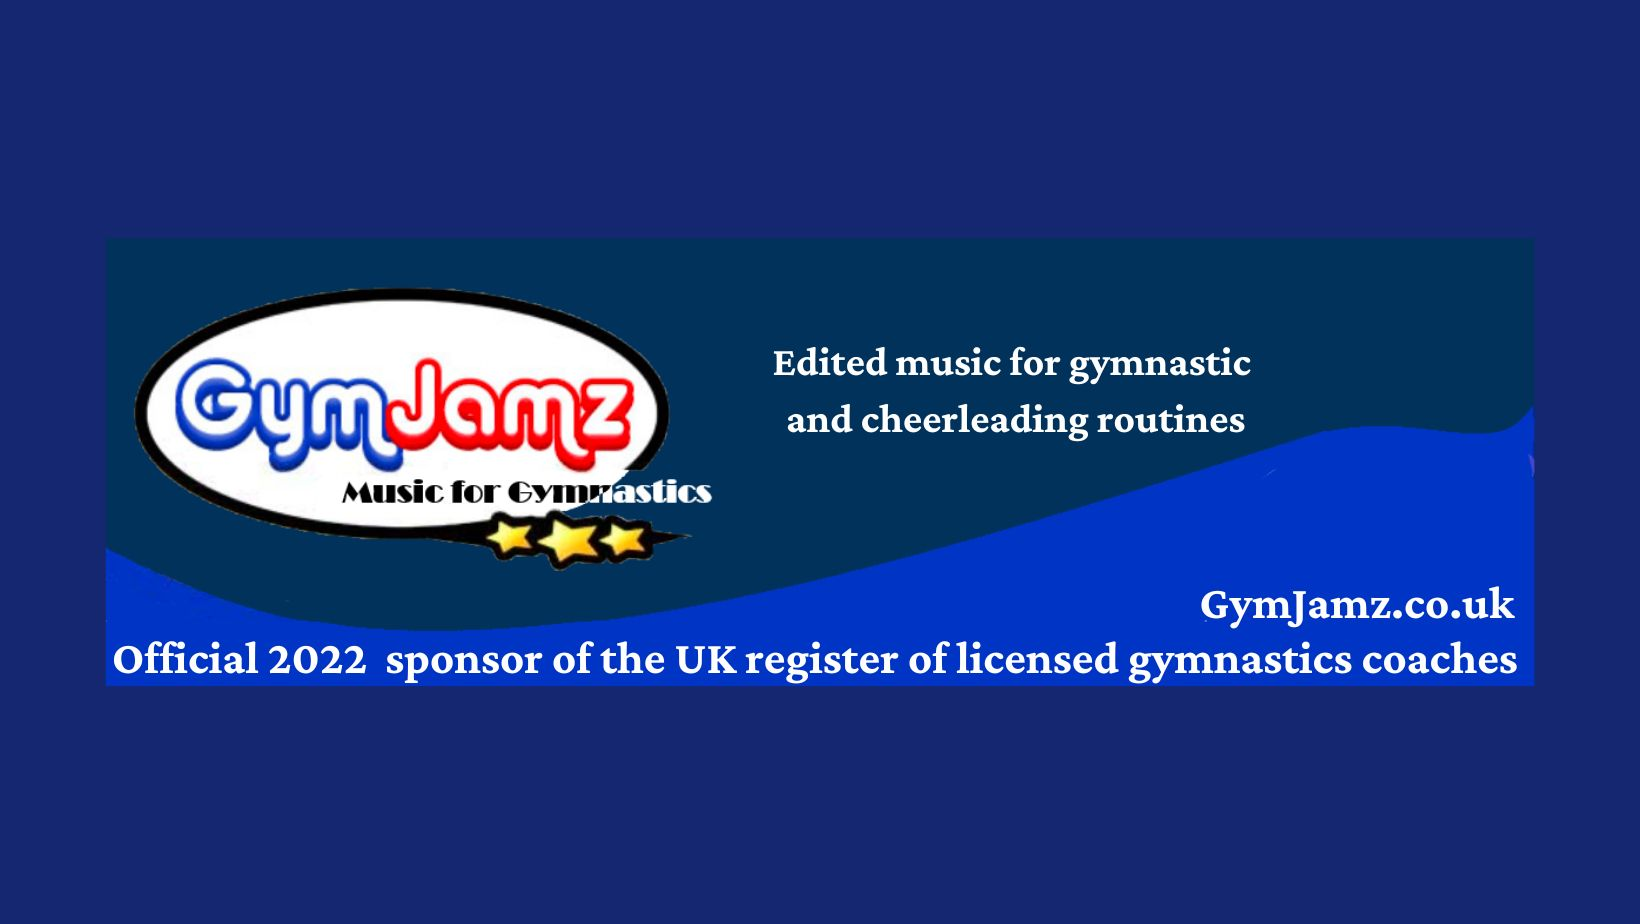 GymJamz
Music for Gymnastics
Edited music for gymnastic
and cheerleading routines
GymJamz.co.uk
Official 2022 sponsor of the UK register of licensed gymnastics coaches